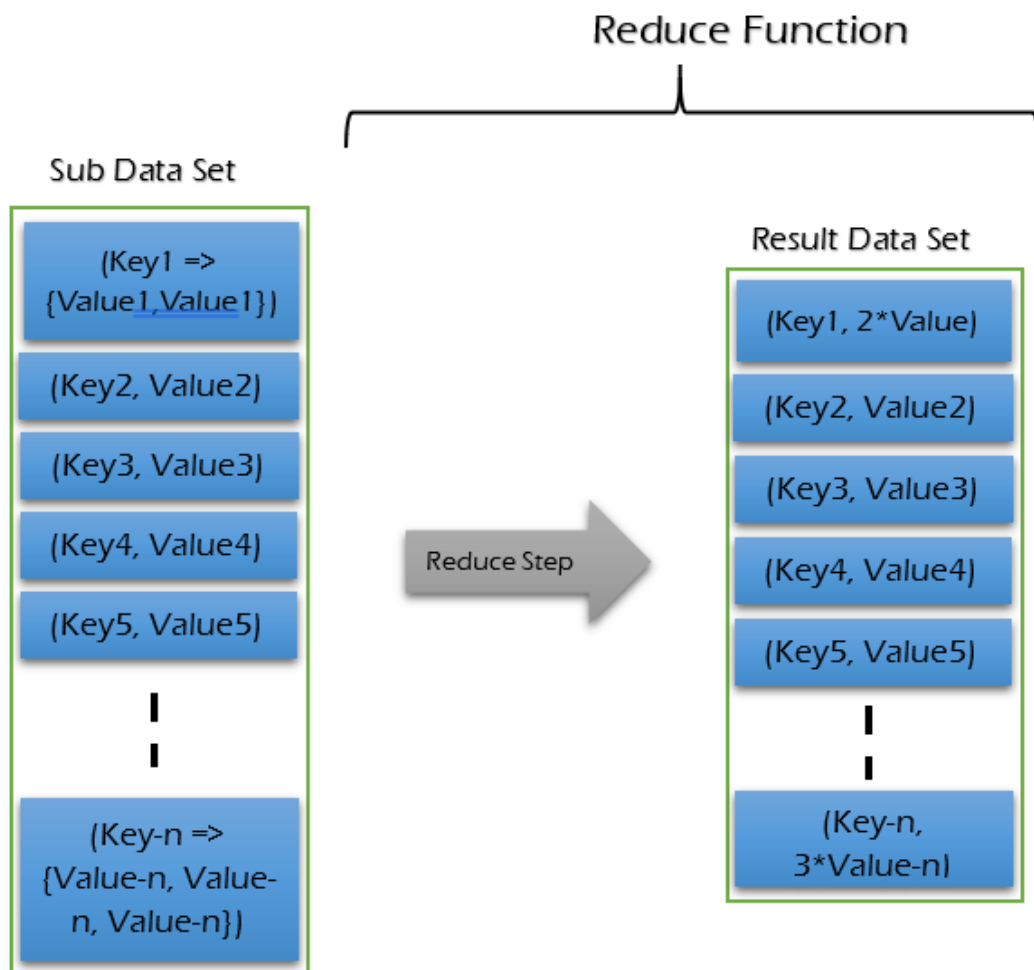 Reduce Function
Sub Data Set
(Key1 =>
{Value1,Value1})
(Key2, Value2)
(Key3, Value3)
(Key4, Value4)
(Key5, Value5)
(Key-n =>
{Value-n, Value-
n, Value-n})
Reduce Step
Result Data Set
(Key1, 2*Value)
(Key2, Value2)
(Key3, Value3)
(Key4, Value4)
(Key5, Value5)
(Key-n,
3*Value-n)